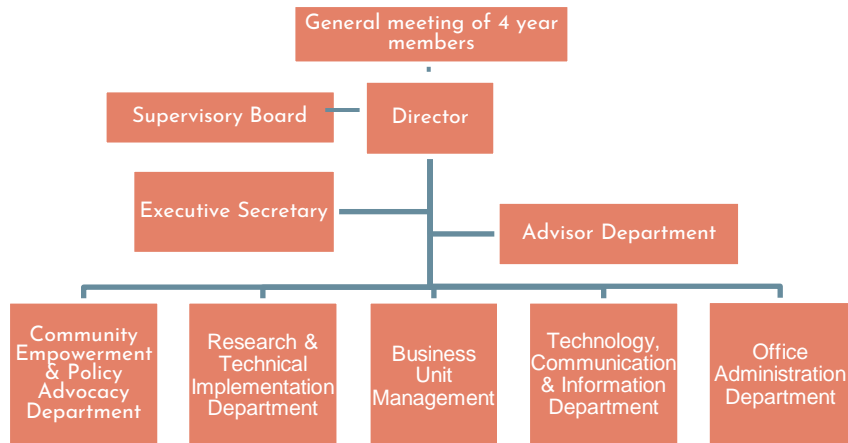 General meeting of 4 year
members
Supervisory Board
Director
Executive Secretary
Advisor Department
Community
Empowerment
& Policy
Advocacy
Department
Research &
Technical
Implementation
Department
Business
Unit
Management
Technology,
Communication
& Information
Department
Office
Administration
Department